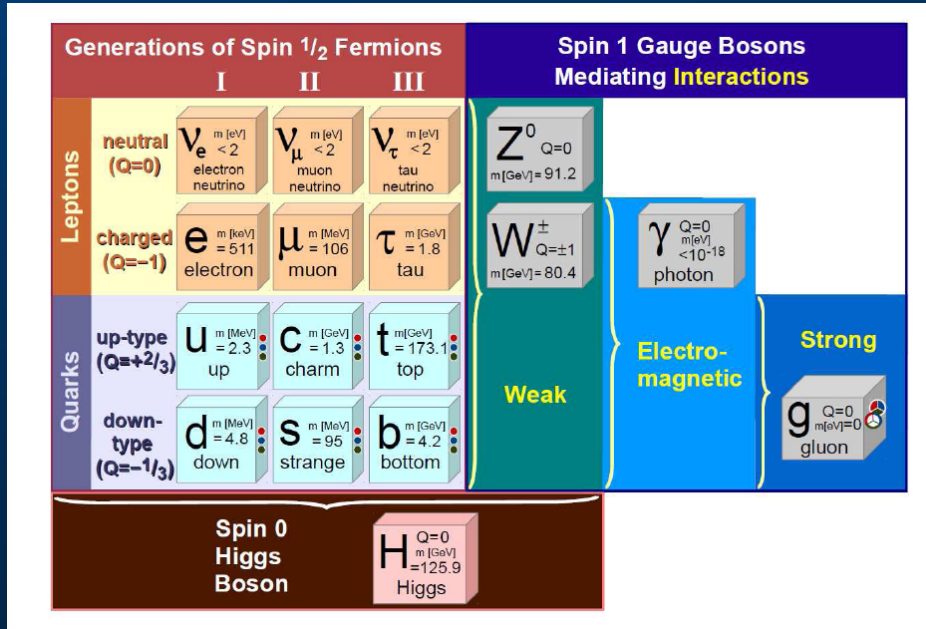 Generations of Spin 1/2 Fermions
I II III
Spin 1 Gauge Bosons
Mediating Interactions
Leptons
neutral
(Q=0)
νe m [eV] <2
electron
neutrino
νμ m [eV] <2
muon
neutrino
ντ m [eV] <2
tau
neutrino
Z0 Q=0
m [GeV] = 91.2
charged
(Q=−1)
e m [keV] = 511
electron
μ m [MeV] = 106
muon
τ m [GeV] = 1.8
tau
W± Q=±1
m [GeV] = 80.4
γ Q=0
m[eV]
<10-18
photon
Quarks
up-type
(Q=+2/3)
u m [MeV] = 2.3
up
c m [GeV] = 1.3
charm
t m[GeV] = 173.1
top
down-
type
(Q=−1/3)
d m [MeV] = 4.8
down
s m [MeV] = 95
strange
b m [GeV] = 4.2
bottom
Weak
Electro-
magnetic
Strong
g Q=0
m[eV]=0
gluon
Spin 0
Higgs
Boson
H Q=0
m [GeV]
=125.9
Higgs